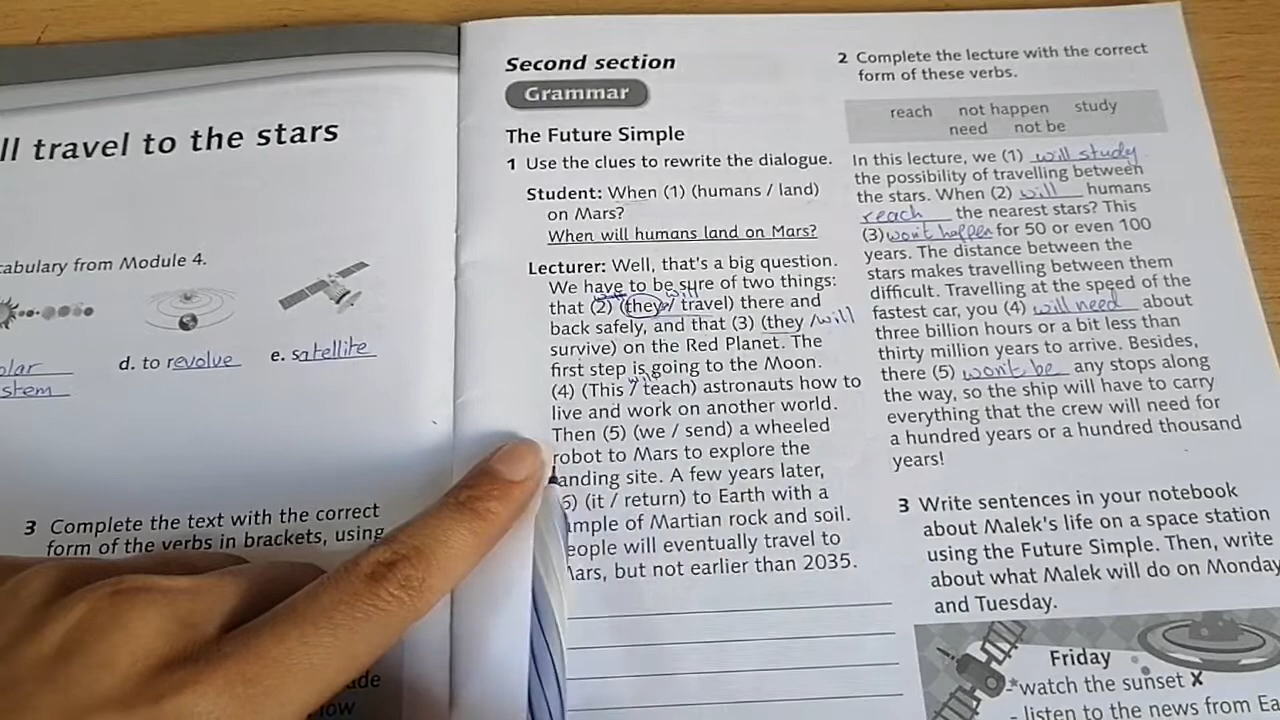 ll travel to the stars
cabulary from Module 4.
olar
stem
d. to revolve
e. satellite
3 Complete the text with the correct
form of the verbs in brackets, using
Second section
Grammar
The Future Simple
1 Use the clues to rewrite the dialogue.
Student: When (1) (humans / land)
on Mars?
When will humans land on Mars?
Lecturer: Well, that's a big question.
We have to be sure of two things:
will
that (2) (they / travel) there and
back safely, and that (3) (they / will
survive) on the Red Planet. The
first step is going to the Moon.
will
(4) (This / teach) astronauts how to
live and work on another world.
Then (5) (we / send) a wheeled
robot to Mars to explore the
anding site. A few years later,
6) (it / return) to Earth with a
ample of Martian rock and soil.
eople will eventually travel to
Mars, but not earlier than 2035.
2 Complete the lecture with the correct
form of these verbs.
reach not happen study
need not be
In this lecture, we (1) will study
the possibility of travelling between
the stars. When (2) will humans
reach the nearest stars? This
(3) won't happen for 50 or even 100
years. The distance between the
stars makes travelling between them
difficult. Travelling at the speed of the
fastest car, you (4) will need about
three billion hours or a bit less than
thirty million years to arrive. Besides,
there (5) won't be any stops along
the way, so the ship will have to carry
everything that the crew will need for
a hundred years or a hundred thousand
years!
3 Write sentences in your notebook
about Malek's life on a space station
using the Future Simple. Then, write
about what Malek will do on Monday
and Tuesday.
Friday
- watch the sunset ✗
- listen to the news from Ea